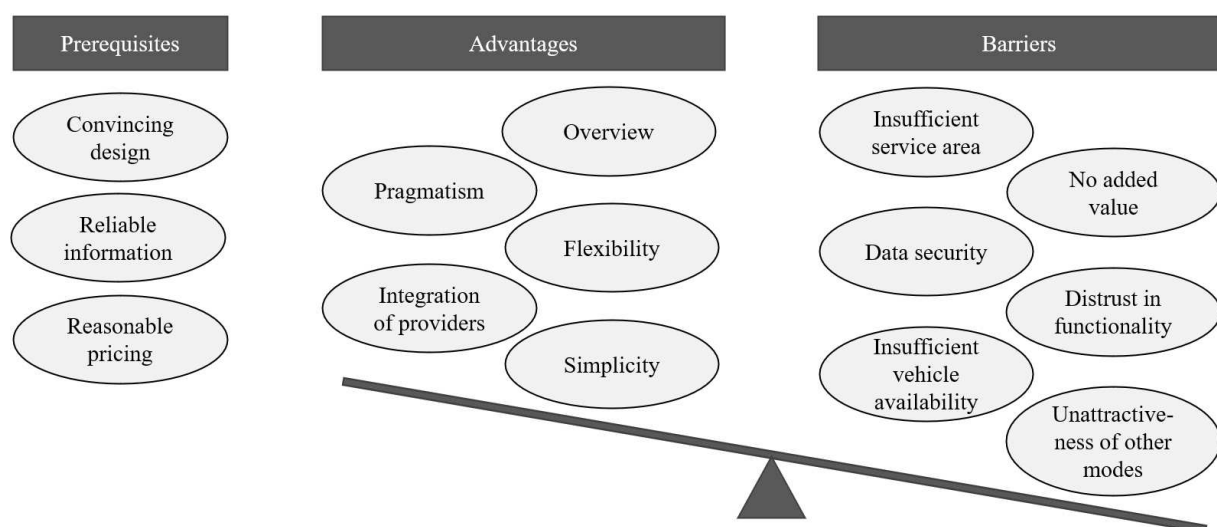 Prerequisites
Convincing
design
Reliable
information
Reasonable
pricing
Advantages
Overview
Pragmatism
Flexibility
Integration
of providers
Simplicity
Barriers
Insufficient
service area
No added
value
Data security
Distrust in
functionality
Insufficient
vehicle
availability
Unattractive-
ness of other
modes